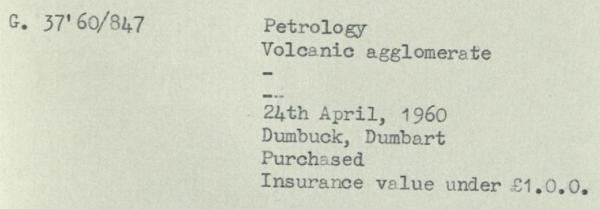 G. 37'60/847 Petrology
Volcanic agglomerate
-
-
24th April, 1960
Dumbuck, Dumbart
Purchased
Insurance value under £1.0.0.